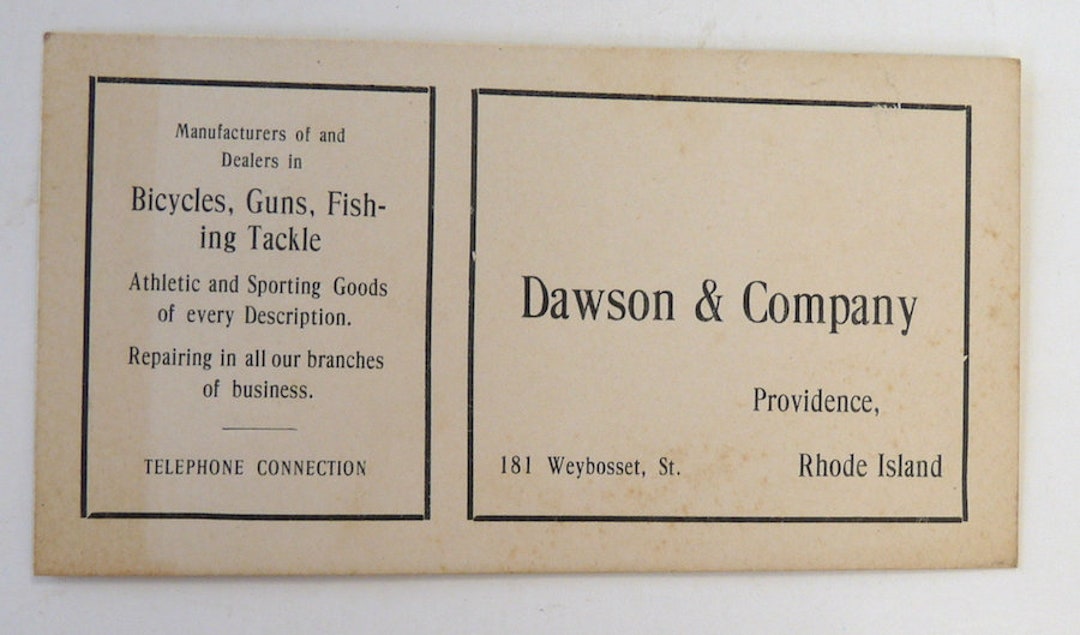 Manufacturers of and
Dealers in
Bicycles, Guns, Fish-
ing Tackle
Athletic and Sporting Goods
of every Description.
Repairing in all our branches
of business.
TELEPHONE CONNECTION
Dawson & Company
Providence,
181 Weybosset, St. Rhode Island